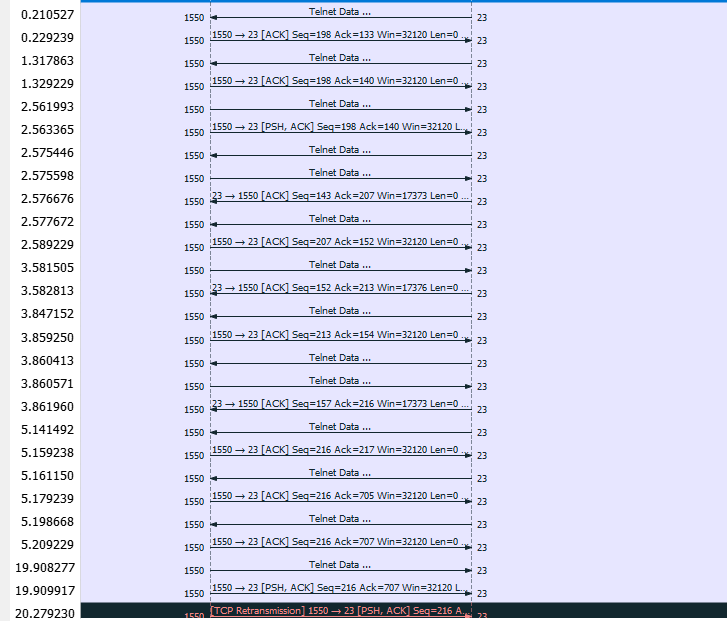 0.210527 1550 Telnet Data ... 23
0.229239 1550 1550 → 23 [ACK] Seq=198 Ack=133 Win=32120 Len=0 ... 23
1.317863 1550 Telnet Data ... 23
1.329229 1550 1550 → 23 [ACK] Seq=198 Ack=140 Win=32120 Len=0 ... 23
2.561993 1550 Telnet Data ... 23
2.563365 1550 1550 → 23 [PSH, ACK] Seq=198 Ack=140 Win=32120 L... 23
2.575446 1550 Telnet Data ... 23
2.575598 1550 Telnet Data ... 23
2.576676 1550 23 → 1550 [ACK] Seq=143 Ack=207 Win=17373 Len=0 ... 23
2.577672 1550 Telnet Data ... 23
2.589229 1550 1550 → 23 [ACK] Seq=207 Ack=152 Win=32120 Len=0 ... 23
3.581505 1550 Telnet Data ... 23
3.582813 1550 23 → 1550 [ACK] Seq=152 Ack=213 Win=17376 Len=0 ... 23
3.847152 1550 Telnet Data ... 23
3.859250 1550 1550 → 23 [ACK] Seq=213 Ack=154 Win=32120 Len=0 ... 23
3.860413 1550 Telnet Data ... 23
3.860571 1550 Telnet Data ... 23
3.861960 1550 23 → 1550 [ACK] Seq=157 Ack=216 Win=17373 Len=0 ... 23
5.141492 1550 Telnet Data ... 23
5.159238 1550 1550 → 23 [ACK] Seq=216 Ack=217 Win=32120 Len=0 ... 23
5.161150 1550 Telnet Data ... 23
5.179239 1550 1550 → 23 [ACK] Seq=216 Ack=705 Win=32120 Len=0 ... 23
5.198668 1550 Telnet Data ... 23
5.209229 1550 1550 → 23 [ACK] Seq=216 Ack=707 Win=32120 Len=0 ... 23
19.908277 1550 Telnet Data ... 23
19.909917 1550 1550 → 23 [PSH, ACK] Seq=216 Ack=707 Win=32120 L... 23
20.279230 1550 [TCP Retransmission] 1550 → 23 [PSH, ACK] Seq=216 A... 23